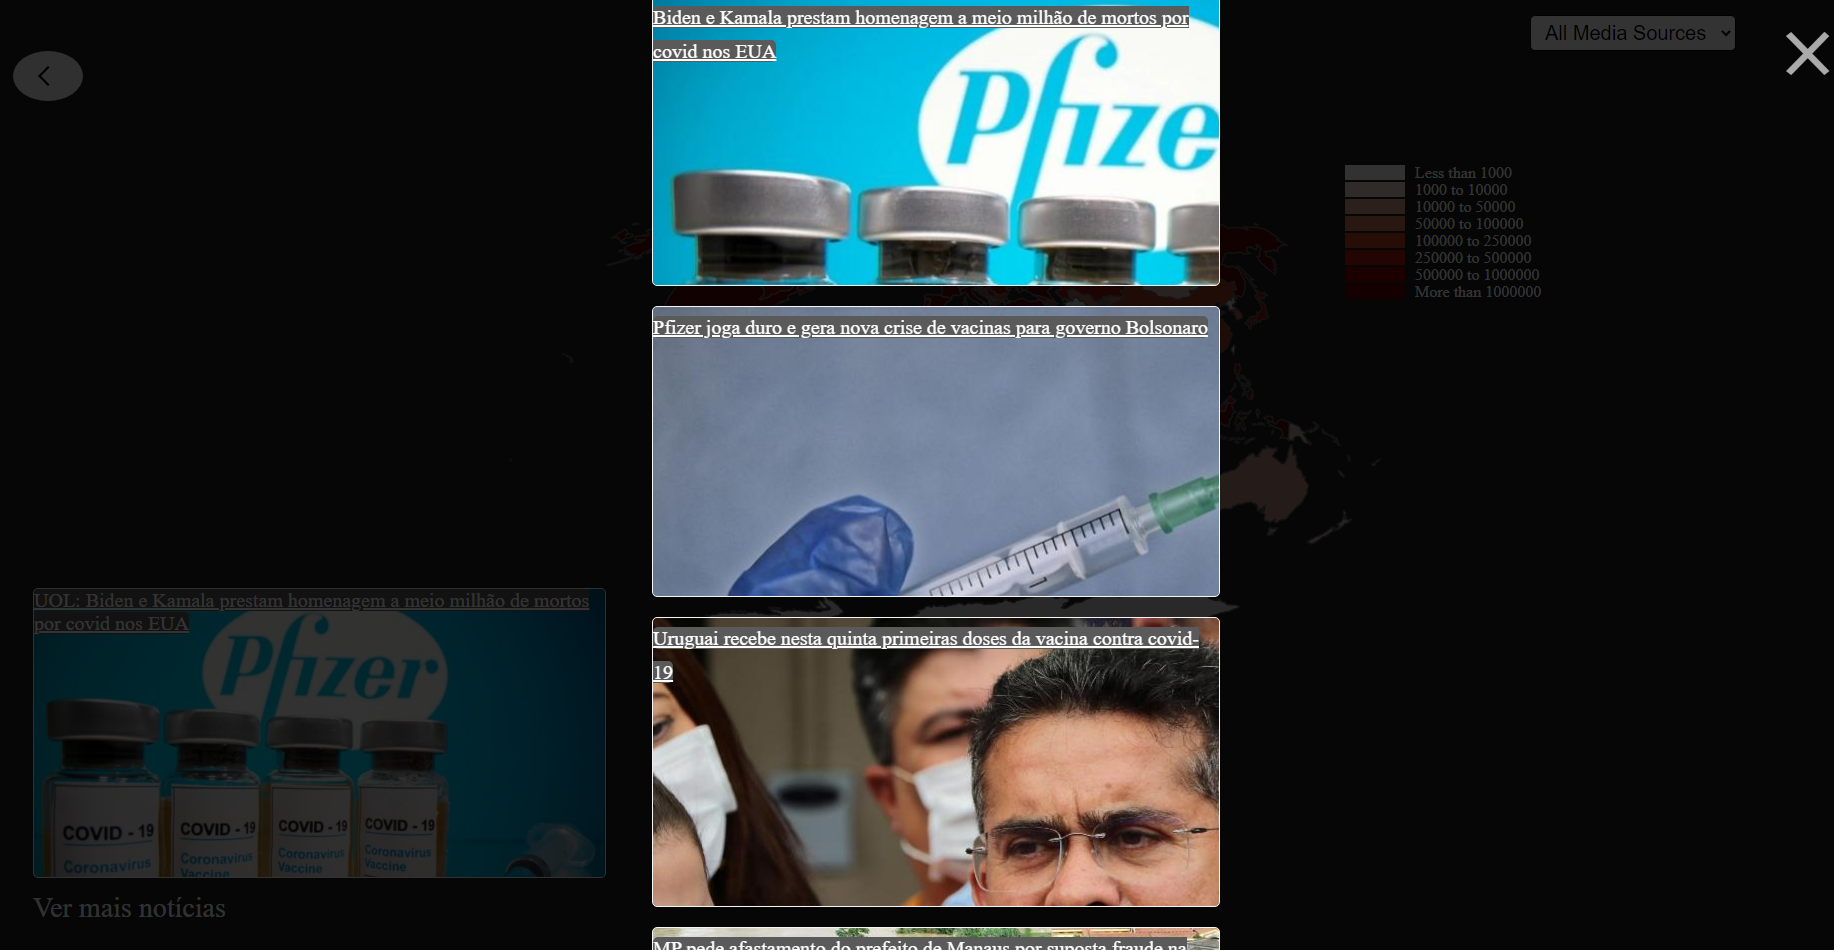 All Media Sources
Less than 1000
1000 to 10000
10000 to 50000
50000 to 100000
100000 to 250000
250000 to 500000
500000 to 1000000
More than 1000000
Biden e Kamala prestam homenagem a meio milhão de mortos por
covid nos EUA
Pfize
Pfizer joga duro e gera nova crise de vacinas para governo Bolsonaro
Uruguai recebe nesta quinta primeiras doses da vacina contra covid-
19
MP pede afastamento do prefeito de Manaus por suposta fraude na
UOL: Biden e Kamala prestam homenagem a meio milhão de mortos
por covid nos EUA
Pfizer
COVID - 19 COVID - 19 COVID - 19 COVID - 19
Coronavirus Coronavirus Coronavirus Coronavirus
Vaccine Vaccine Vaccine Vaccine
Ver mais notícias